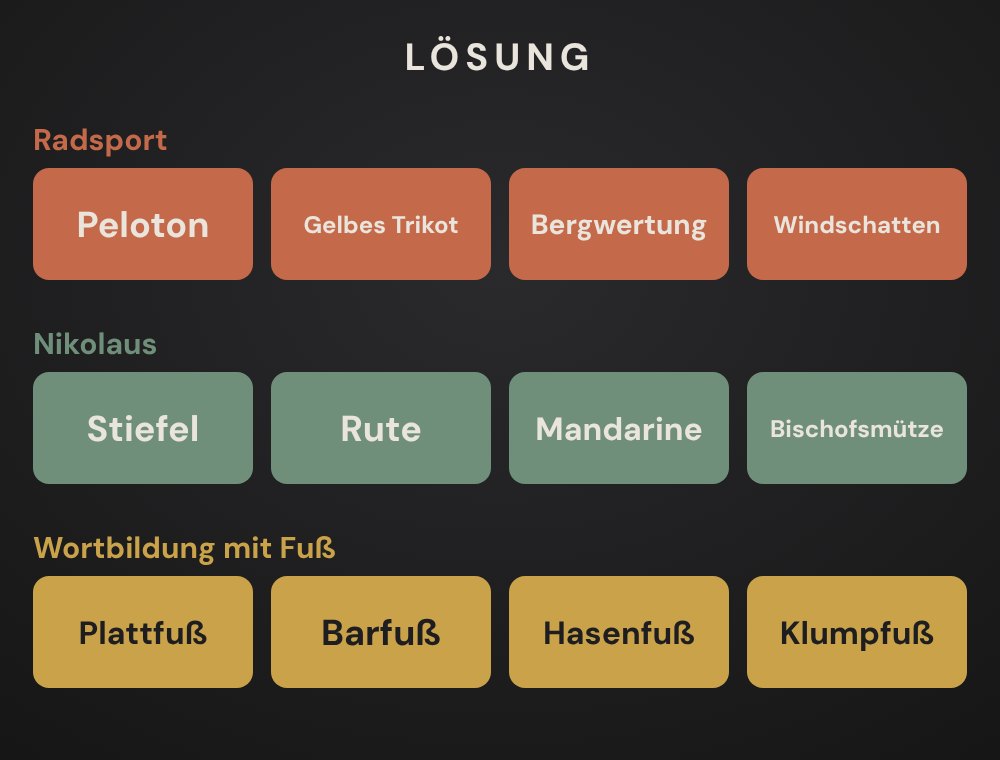 LÖSUNG
Radsport
Peloton
Gelbes Trikot
Bergwertung
Windschatten
Nikolaus
Stiefel
Rute
Mandarine
Bischofsmütze
Wortbildung mit Fuß
Plattfuß
Barfuß
Hasenfuß
Klumpfuß